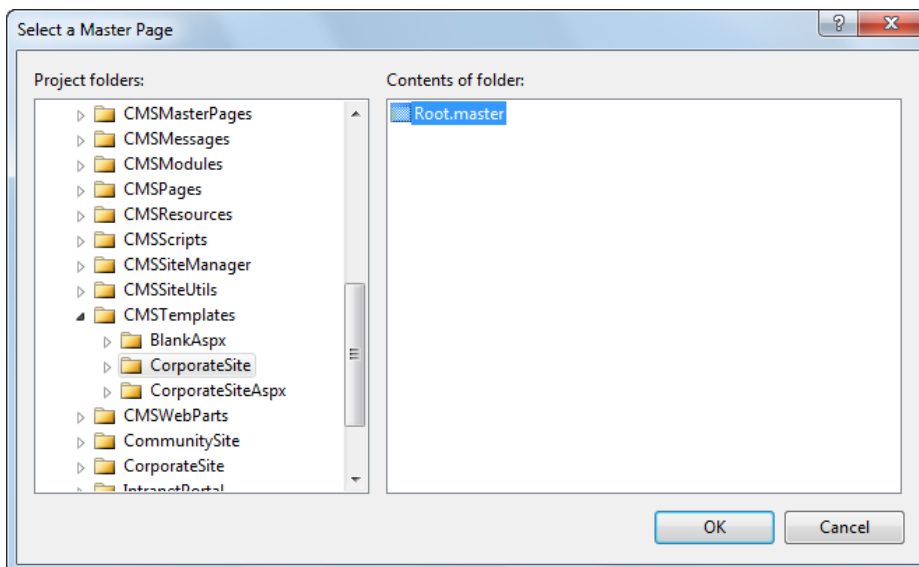 Select a Master Page
Project folders:
CMSMasterPages
CMSMessages
CMSModules
CMSPages
CMSResources
CMSScripts
CMSSiteManager
CMSSiteUtils
CMSTemplates
BlankAspx
CorporateSite
CorporateSiteAspx
CMSWebParts
CommunitySite
CorporateSite
IntranetPortal
Contents of folder:
Root.master
OK
Cancel